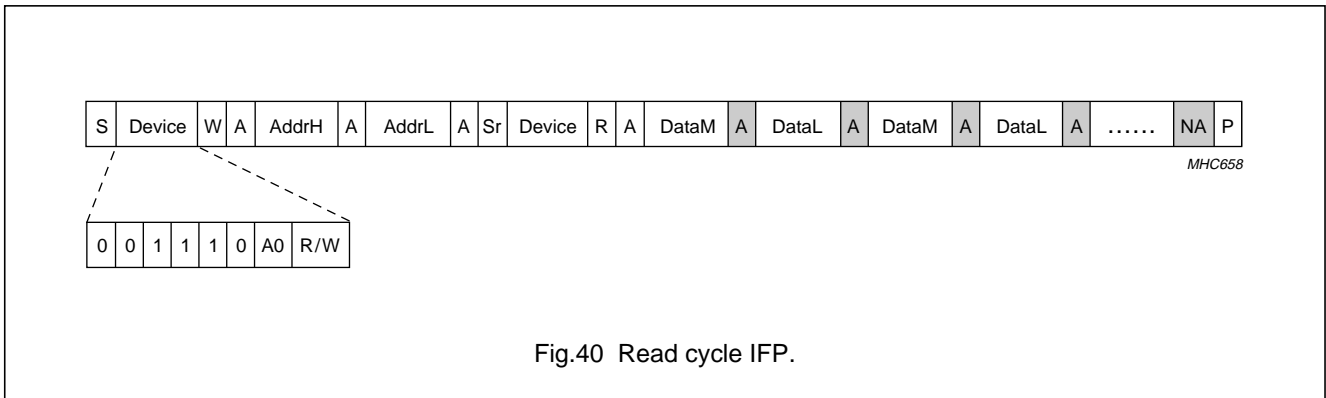 S Device W A AddrH A AddrL A Sr Device R A DataM A DataL A DataM A DataL A ...... NA P
MHC658
0 0 1 1 1 0 A0 R/W
Fig.40 Read cycle IFP.